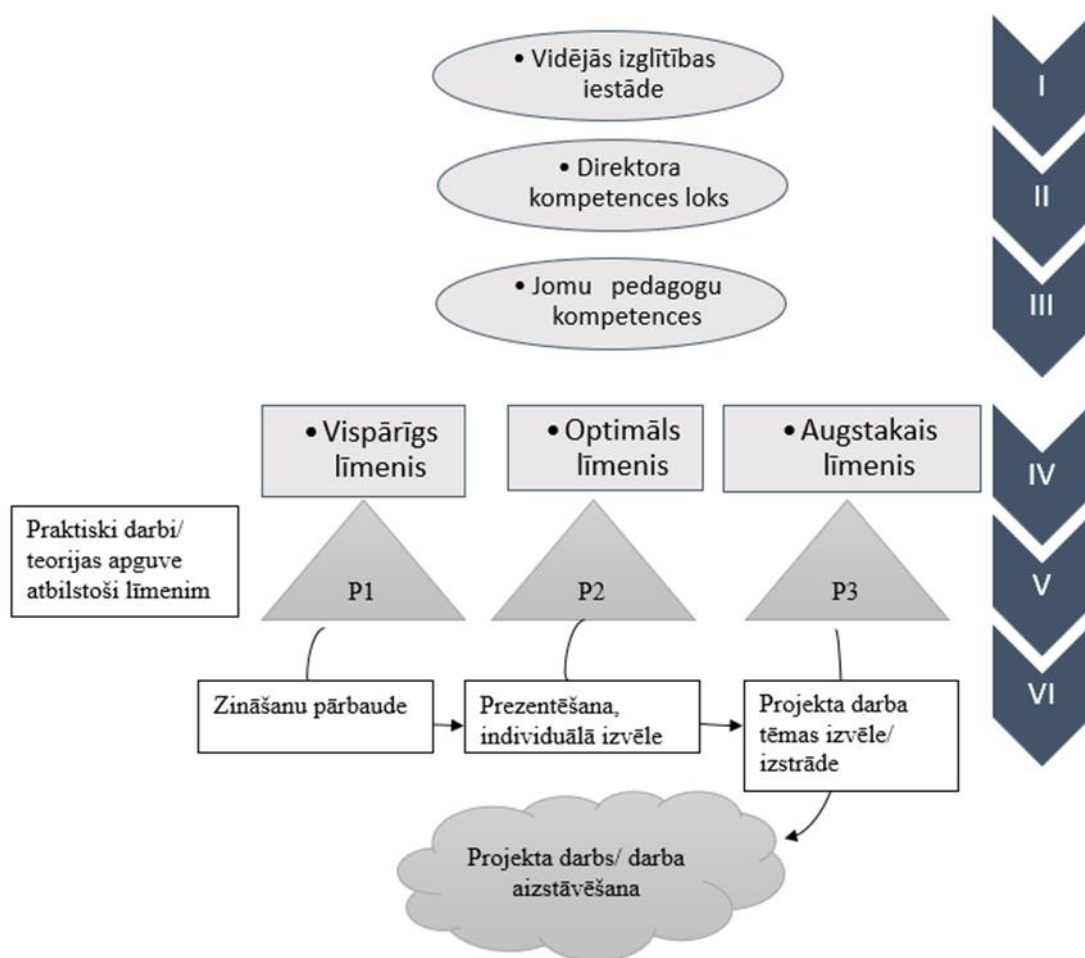 • Vidējās izglītības
iestāde
I
• Direktora
kompetences loks
II
• Jomu pedagogu
kompetences
III
• Vispārīgs
līmenis
• Optimāls
līmenis
• Augstakais
līmenis
IV
Praktiski darbi/
teorijas apguve
atbilstoši līmenim
P1
P2
P3
V
Zināšanu pārbaude
Prezentēšana,
individuālā izvēle
Projekta darba
tēmas izvēle/
izstrāde
VI
Projekta darbs/ darba
aizstāvēšana